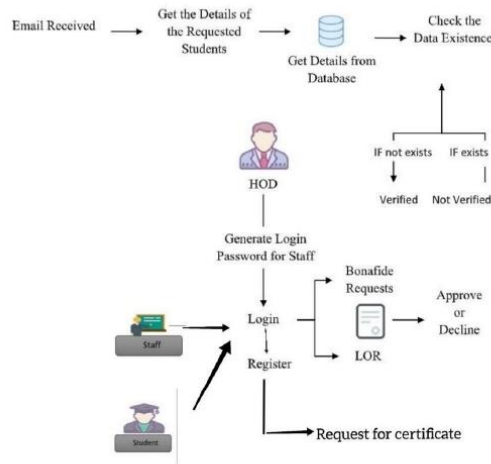 Email Received
Get the Details of
the Requested
Students
Get Details from
Database
Check the
Data Existence
IF not exists
IF exists
Verified
Not Verified
HOD
Generate Login
Password for Staff
Login
Register
Bonafide
Requests
LOR
Approve
or
Decline
Staff
Student
Request for certificate